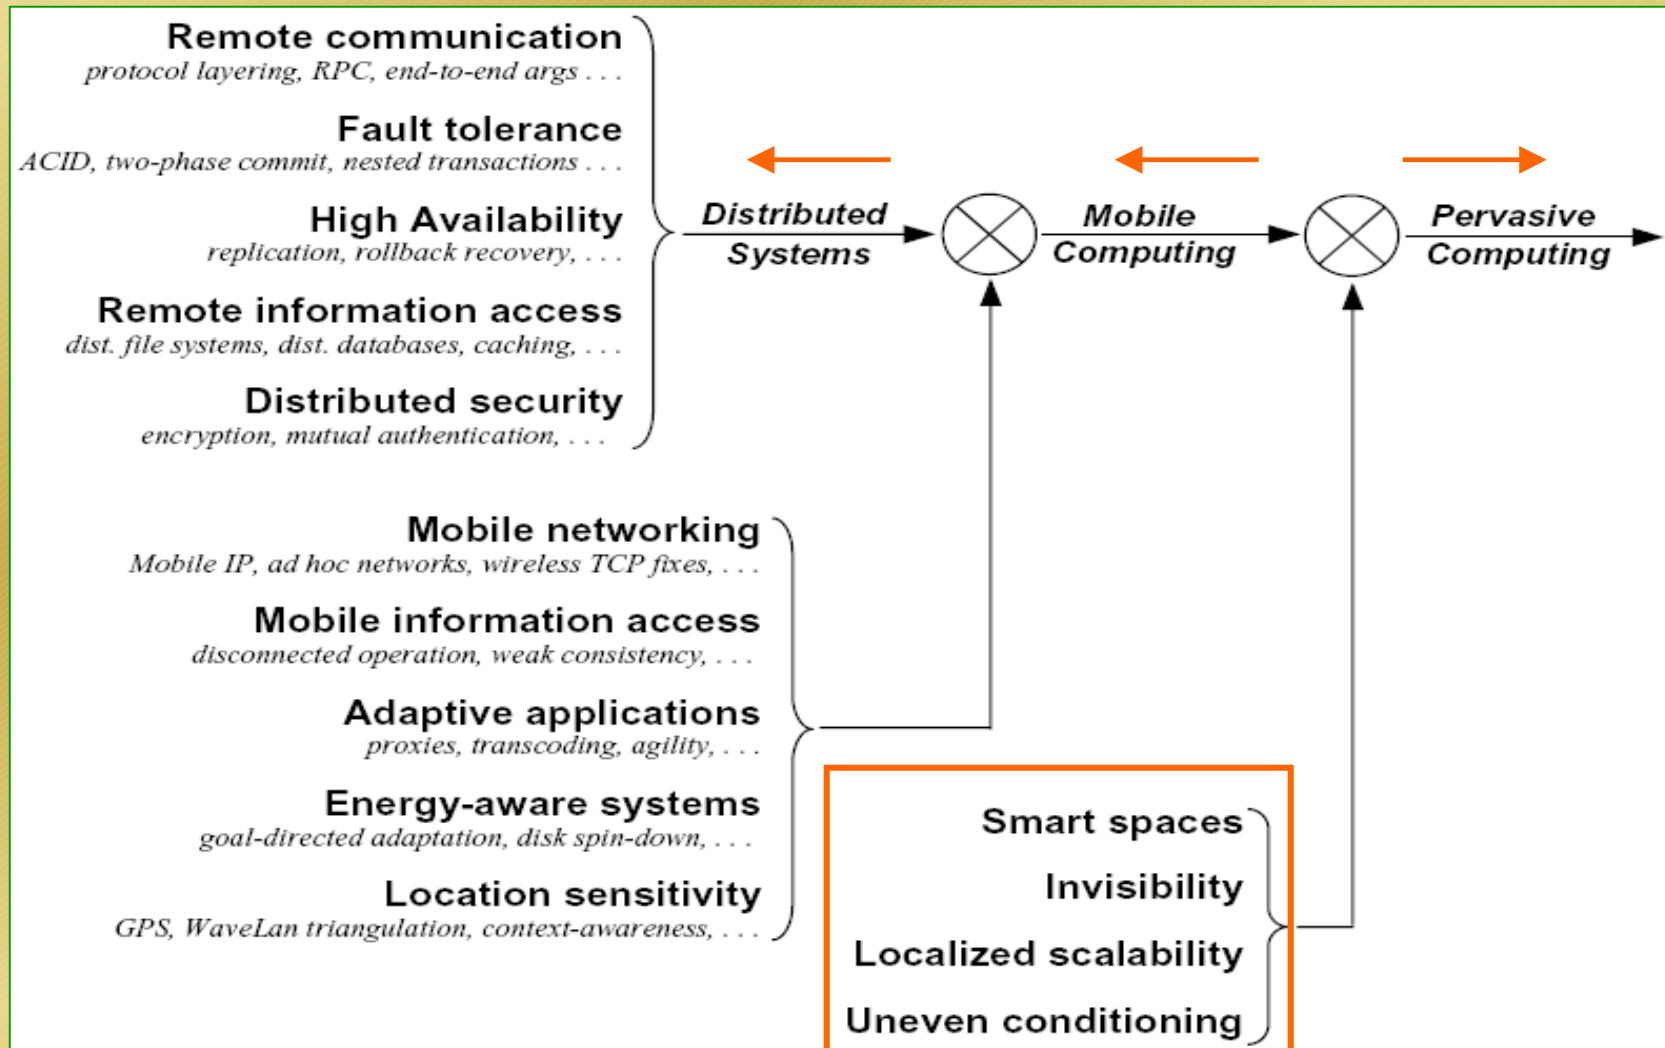 Remote communication
protocol layering, RPC, end-to-end args . . .
Fault tolerance
ACID, two-phase commit, nested transactions . . .
High Availability
replication, rollback recovery, . . .
Remote information access
dist. file systems, dist. databases, caching, . . .
Distributed security
encryption, mutual authentication, . . .
Distributed
Systems
Mobile
Computing
Pervasive
Computing
Mobile networking
Mobile IP, ad hoc networks, wireless TCP fixes, . . .
Mobile information access
disconnected operation, weak consistency, . . .
Adaptive applications
proxies, transcoding, agility, . . .
Energy-aware systems
goal-directed adaptation, disk spin-down, . . .
Location sensitivity
GPS, WaveLan triangulation, context-awareness, . . .
Smart spaces
Invisibility
Localized scalability
Uneven conditioning